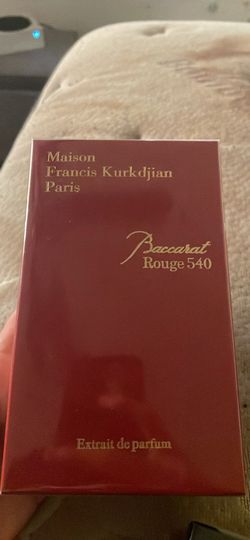 Maison
Francis Kurkdjian
Paris
Baccarat
Rouge 540
Extrait de parfum